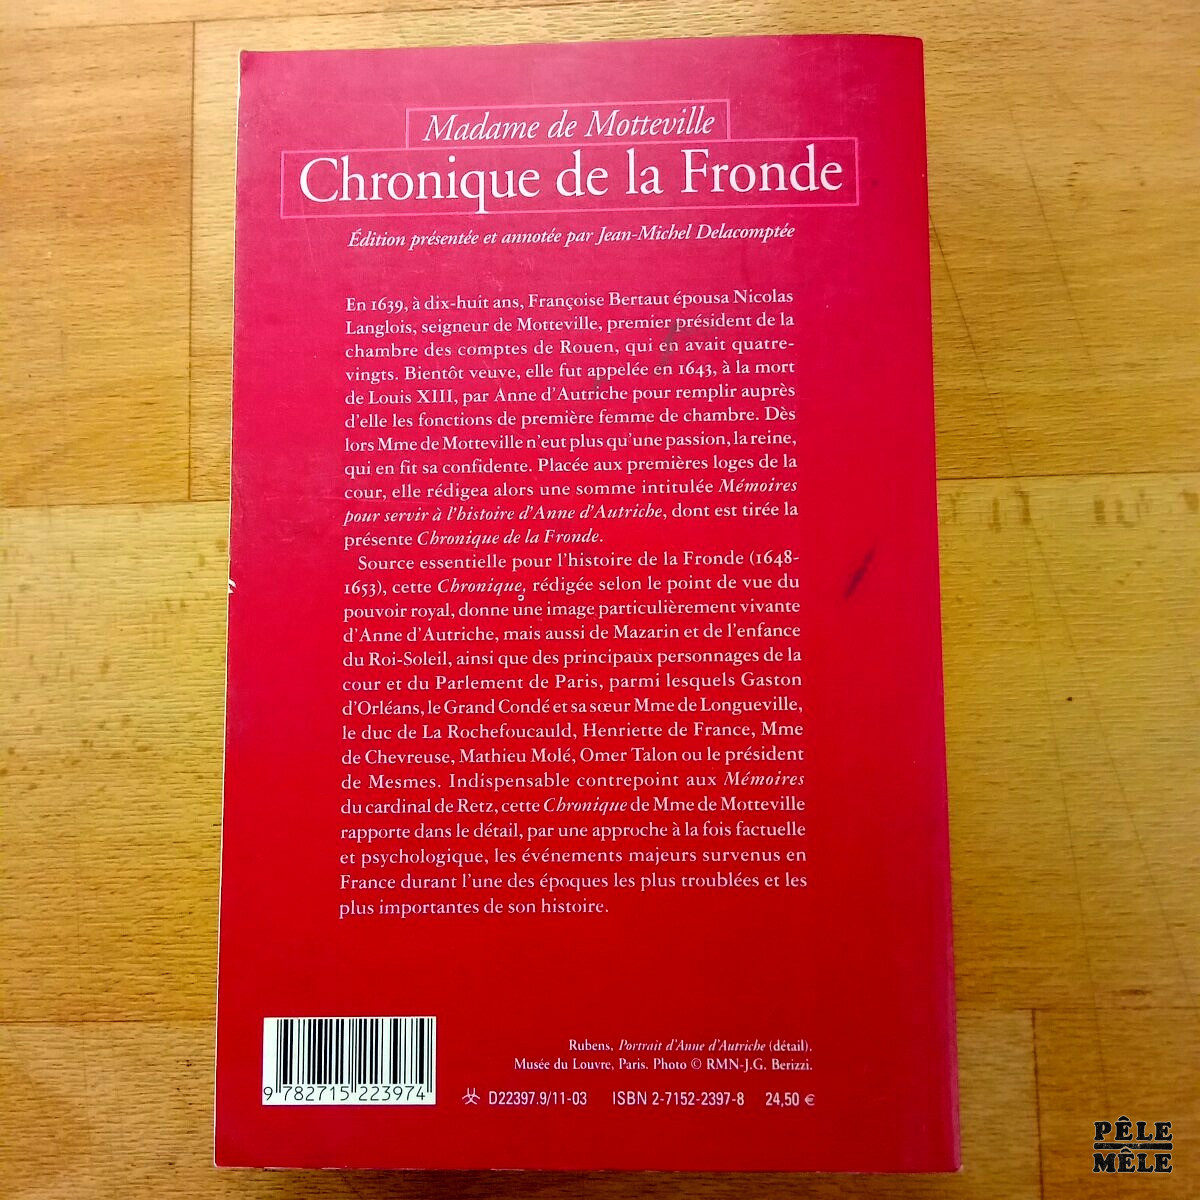 Madame de Motteville
Chronique de la Fronde
Édition présentée et annotée par Jean-Michel Delacomptée
En 1639, à dix-huit ans, Françoise Bertaut épousa Nicolas
Langlois, seigneur de Motteville, premier président de la
chambre des comptes de Rouen, qui en avait quatre-
vingts. Bientôt veuve, elle fut appelée en 1643, à la mort
de Louis XIII, par Anne d'Autriche pour remplir auprès
d'elle les fonctions de première femme de chambre. Dès
lors Mme de Motteville n'eut plus qu'une passion, la reine,
qui en fit sa confidente. Placée aux premières loges de la
cour, elle rédigea alors une somme intitulée Mémoires
pour servir à l'histoire d'Anne d'Autriche, dont est tirée la
présente Chronique de la Fronde.
Source essentielle pour l'histoire de la Fronde (1648-
1653), cette Chronique, rédigée selon le point de vue du
pouvoir royal, donne une image particulièrement vivante
d'Anne d'Autriche, mais aussi de Mazarin et de l'enfance
du Roi-Soleil, ainsi que des principaux personnages de la
cour et du Parlement de Paris, parmi lesquels Gaston
d'Orléans, le Grand Condé et sa sœur Mme de Longueville,
le duc de La Rochefoucauld, Henriette de France, Mme
de Chevreuse, Mathieu Molé, Omer Talon ou le président
de Mesmes. Indispensable contrepoint aux Mémoires
du cardinal de Retz, cette Chronique de Mme de Motteville
rapporte dans le détail, par une approche à la fois factuelle
et psychologique, les événements majeurs survenus en
France durant l'une des époques les plus troublées et les
plus importantes de son histoire.
Rubens, Portrait d'Anne d'Autriche (détail).
Musée du Louvre, Paris. Photo © RMN-J.G. Berizzi.
9 782715 223974
D22397.9/11-03 ISBN 2-7152-2397-8 24,50 €
PÊLE
MÊLE